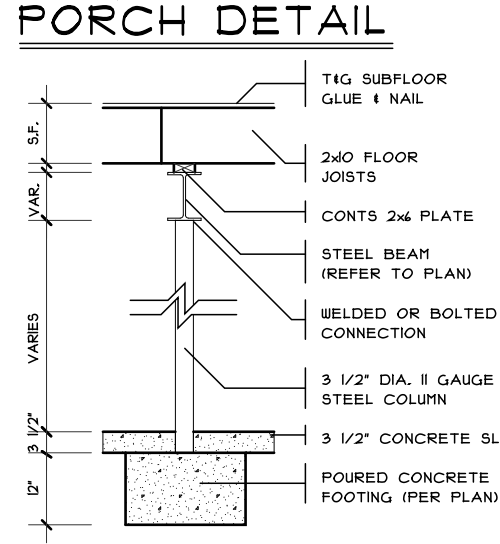 PORCH DETAIL
T&G SUBFLOOR
GLUE & NAIL
S.F.
2x10 FLOOR
JOISTS
VAR.
CONTS 2x6 PLATE
STEEL BEAM
(REFER TO PLAN)
WELDED OR BOLTED
CONNECTION
VARIES
3 1/2" DIA. 11 GAUGE
STEEL COLUMN
3 1/2"
3 1/2" CONCRETE SL
12"
POURED CONCRETE
FOOTING (PER PLAN)